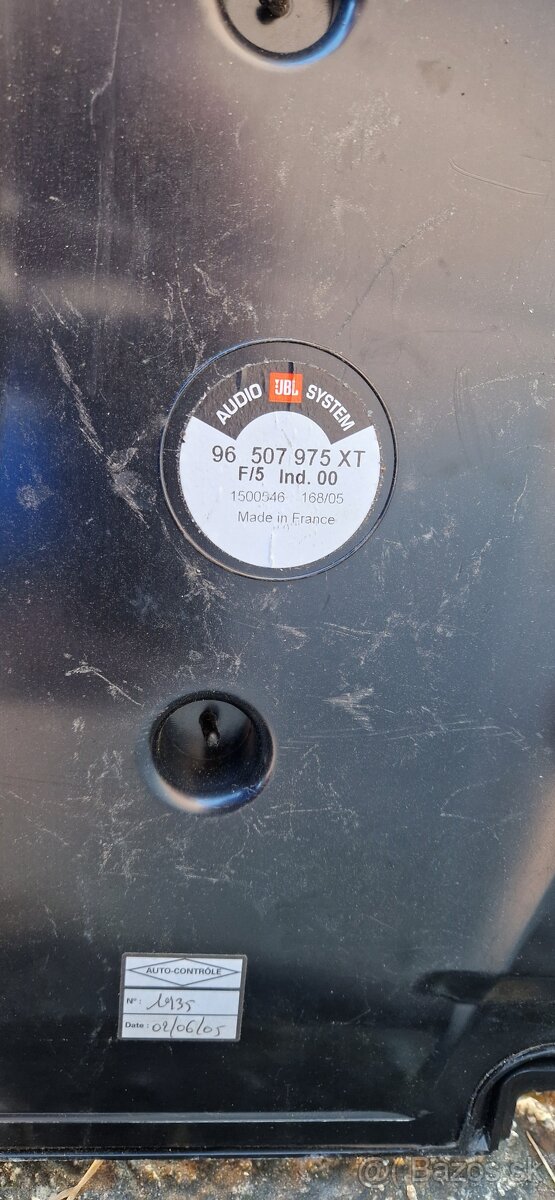 AUDIO JBL SYSTEM
96 507 975 XT
F/5 Ind. 00
1500546 168/05
Made in France
AUTO-CONTRÔLE
N° : 1935
Date : 02/06/05
Bazos.sk